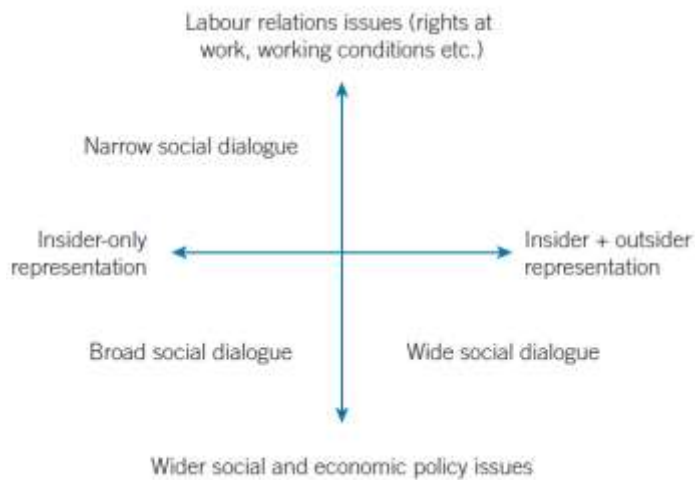 Labour relations issues (rights at
work, working conditions etc.)
Narrow social dialogue
Insider-only
representation
Insider + outsider
representation
Broad social dialogue
Wide social dialogue
Wider social and economic policy issues